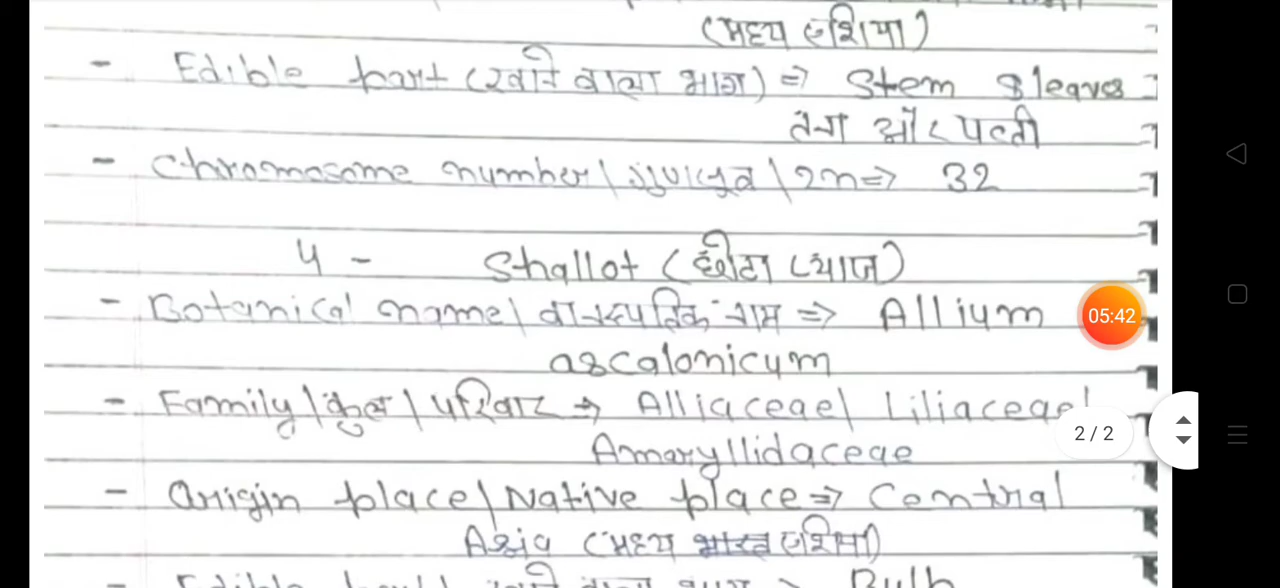 (मध्य एशिया)
- Edible part (खाने वाला भाग) => Stem & leaves
तना और पत्ती
- Chromosome number/गुणसूत्र/2n=> 32
4 - Shallot (छोटा प्याज)
- Botanical name/वानस्पतिक नाम => Allium
05:42
ascalonicum
- Family/कुल/परिवार => Alliaceae/ Liliaceae/
2 / 2
Amaryllidaceae
- Origin place/Native place=> Central
Asia (मध्य एशिया)
- Edible खाने वाला भाग Bulb